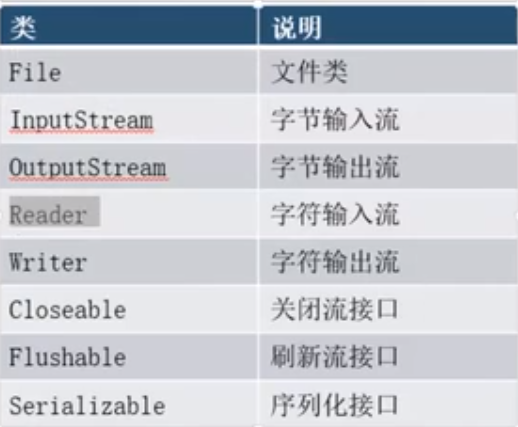 类 说明
File 文件类
InputStream 字节输入流
OutputStream 字节输出流
Reader 字符输入流
Writer 字符输出流
Closeable 关闭流接口
Flushable 刷新流接口
Serializable 序列化接口